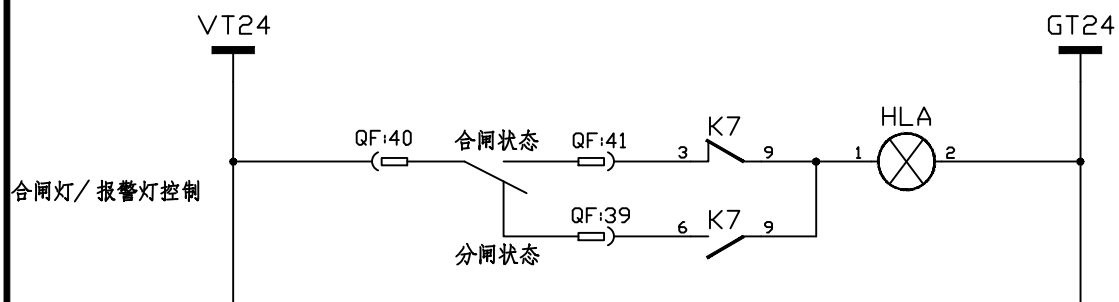 VT24
GT24
QF:40
合闸状态
QF:41
3
K7
9
1
HLA
2
合闸灯/报警灯控制
QF:39
6
K7
9
分闸状态